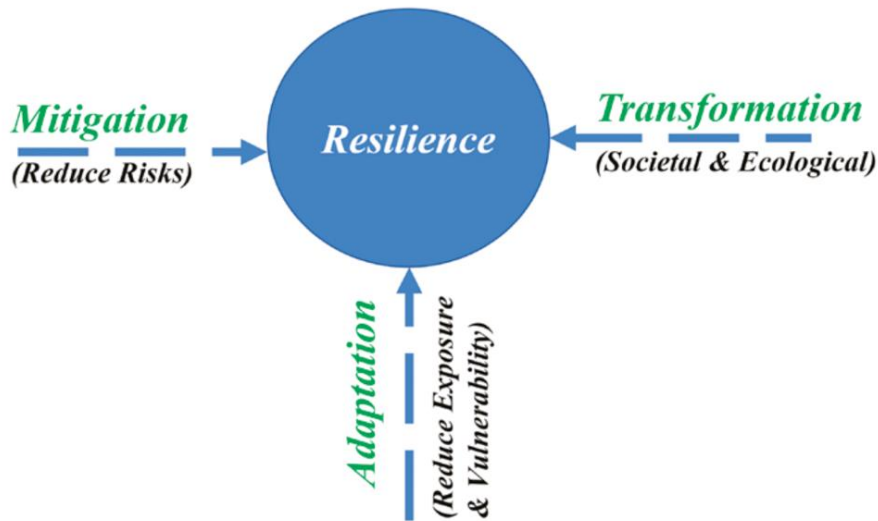 Mitigation
(Reduce Risks)
Resilience
Transformation
(Societal & Ecological)
Adaptation
(Reduce Exposure
& Vulnerability)